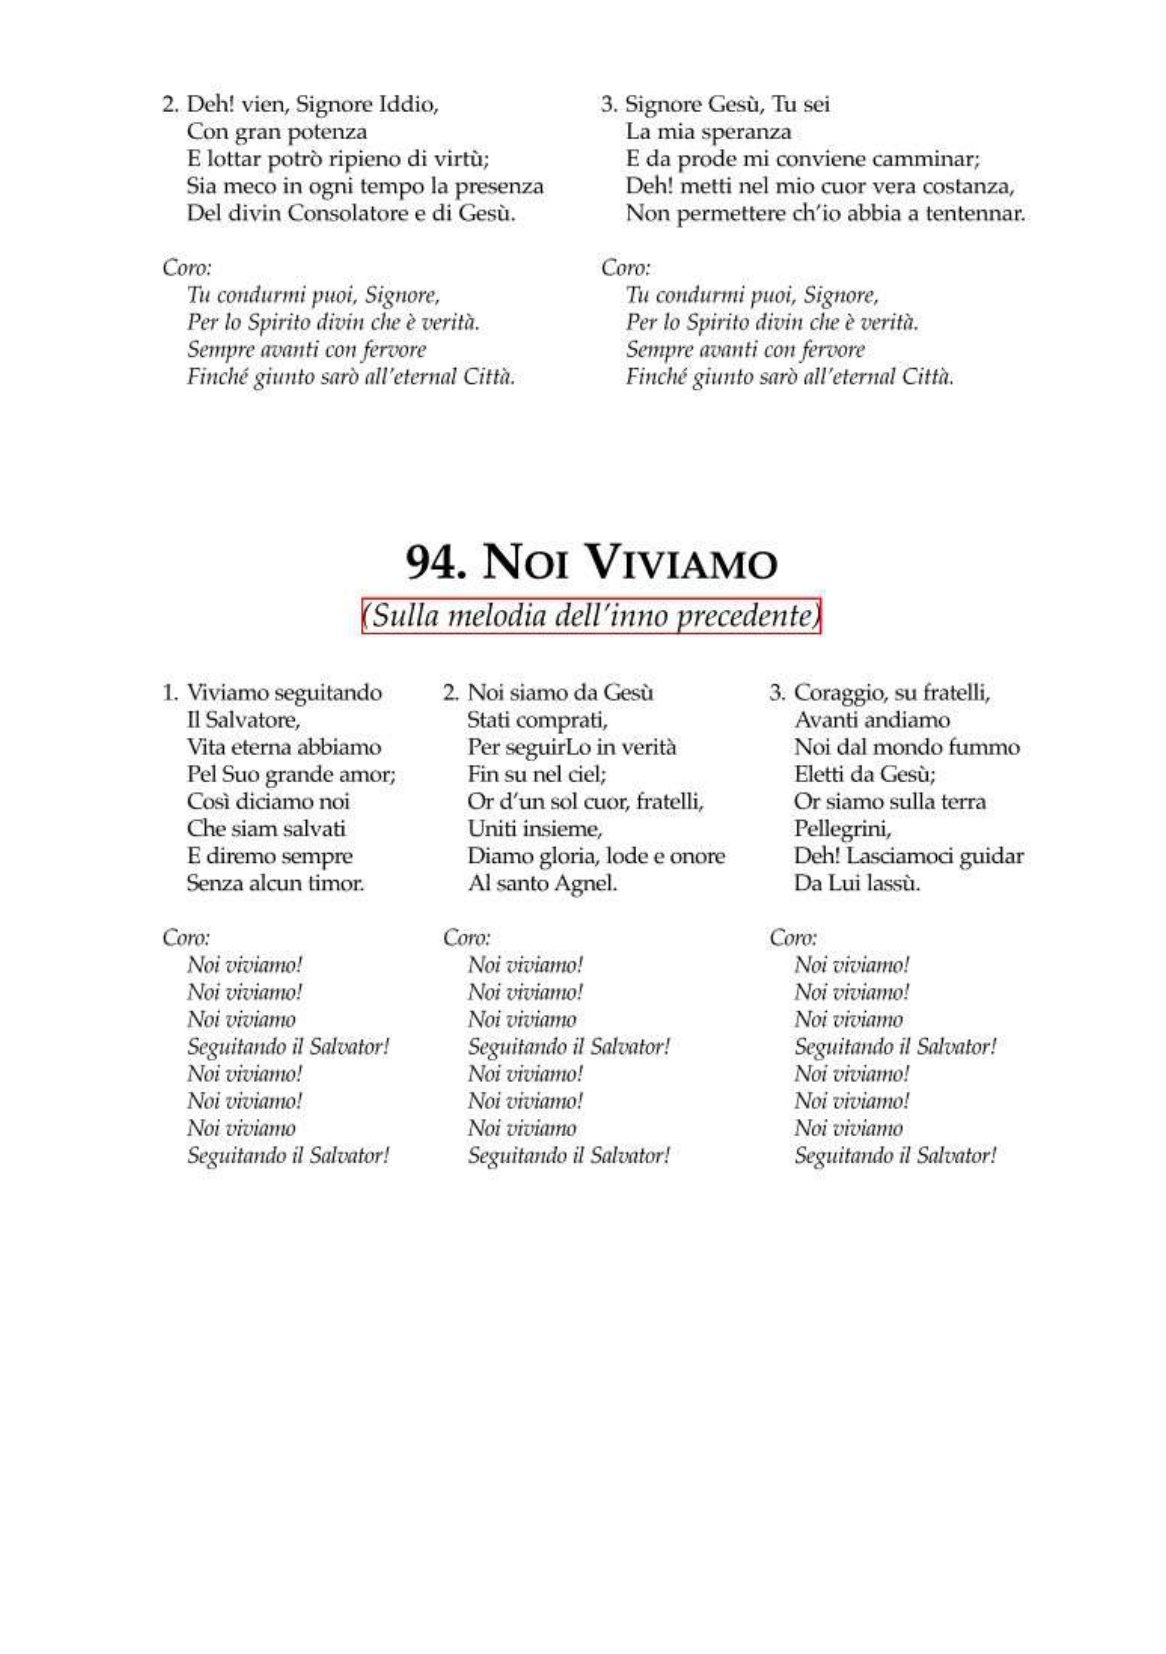 2. Deh! vien, Signore Iddio,
Con gran potenza
E lottar potrò ripieno di virtù;
Sia meco in ogni tempo la presenza
Del divin Consolatore e di Gesù.
Coro:
Tu condurmi puoi, Signore,
Per lo Spirito divin che è verità.
Sempre avanti con fervore
Finché giunto sarò all'eternal Città.
3. Signore Gesù, Tu sei
La mia speranza
E da prode mi conviene camminar;
Deh! metti nel mio cuor vera costanza,
Non permettere ch'io abbia a tentennar.
Coro:
Tu condurmi puoi, Signore,
Per lo Spirito divin che è verità.
Sempre avanti con fervore
Finché giunto sarò all'eternal Città.
94. NOI VIVIAMO
(Sulla melodia dell'inno precedente)
1. Viviamo seguitando
Il Salvatore,
Vita eterna abbiamo
Pel Suo grande amor;
Così diciamo noi
Che siam salvati
E diremo sempre
Senza alcun timor.
Coro:
Noi viviamo!
Noi viviamo!
Noi viviamo
Seguitando il Salvator!
Noi viviamo!
Noi viviamo!
Noi viviamo
Seguitando il Salvator!
2. Noi siamo da Gesù
Stati comprati,
Per seguirLo in verità
Fin su nel ciel;
Or d'un sol cuor, fratelli,
Uniti insieme,
Diamo gloria, lode e onore
Al santo Agnel.
Coro:
Noi viviamo!
Noi viviamo!
Noi viviamo
Seguitando il Salvator!
Noi viviamo!
Noi viviamo!
Noi viviamo
Seguitando il Salvator!
3. Coraggio, su fratelli,
Avanti andiamo
Noi dal mondo fummo
Eletti da Gesù;
Or siamo sulla terra
Pellegrini,
Deh! Lasciamoci guidar
Da Lui lassù.
Coro:
Noi viviamo!
Noi viviamo!
Noi viviamo
Seguitando il Salvator!
Noi viviamo!
Noi viviamo!
Noi viviamo
Seguitando il Salvator!